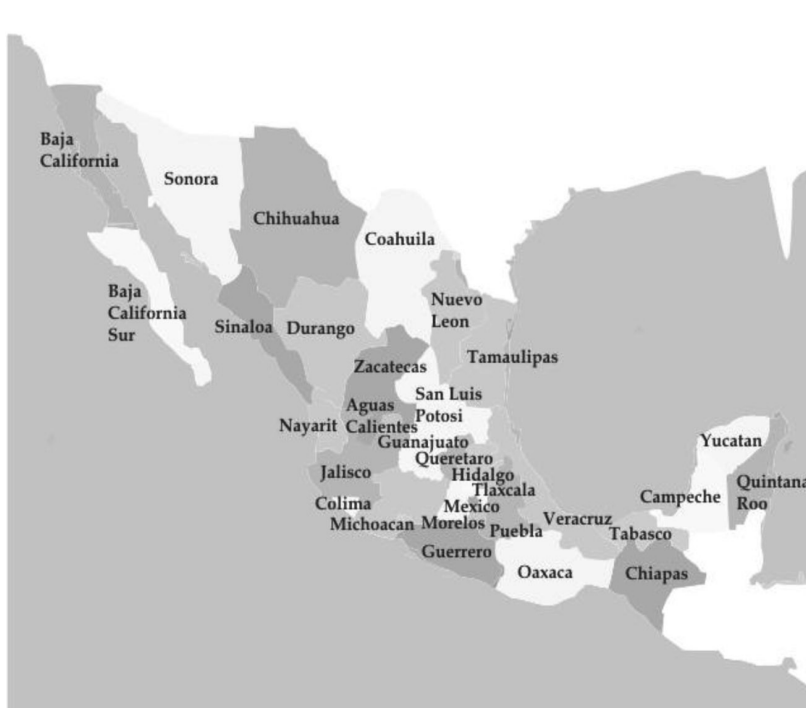 Baja
California
Sonora
Chihuahua
Coahuila
Baja
California
Sur
Sinaloa
Durango
Nuevo
Leon
Tamaulipas
Zacatecas
San Luis
Potosi
Aguas
Calientes
Nayarit
Guanajuato
Queretaro
Jalisco
Hidalgo
Tlaxcala
Colima
Mexico
Michoacan
Morelos
Puebla
Veracruz
Tabasco
Campeche
Yucatan
Quintana
Roo
Guerrero
Oaxaca
Chiapas